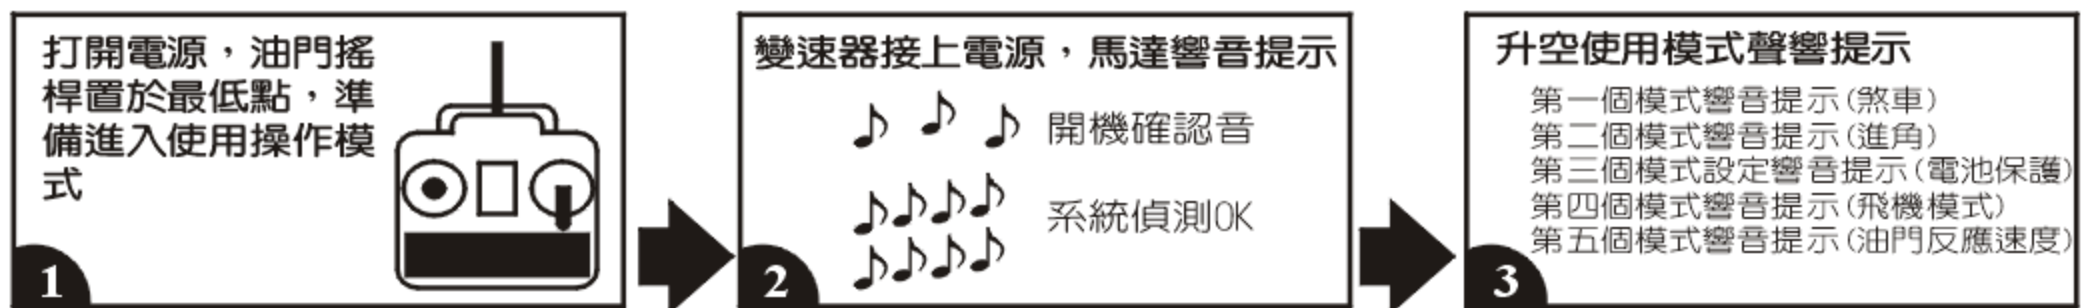 打開電源，油門搖
桿置於最低點，準
備進入使用操作模
式
1
變速器接上電源，馬達響音提示
開機確認音
系統偵測OK
2
升空使用模式聲響提示
第一個模式響音提示(煞車)
第二個模式響音提示(進角)
第三個模式設定響音提示(電池保護)
第四個模式響音提示(飛機模式)
第五個模式響音提示(油門反應速度)
3